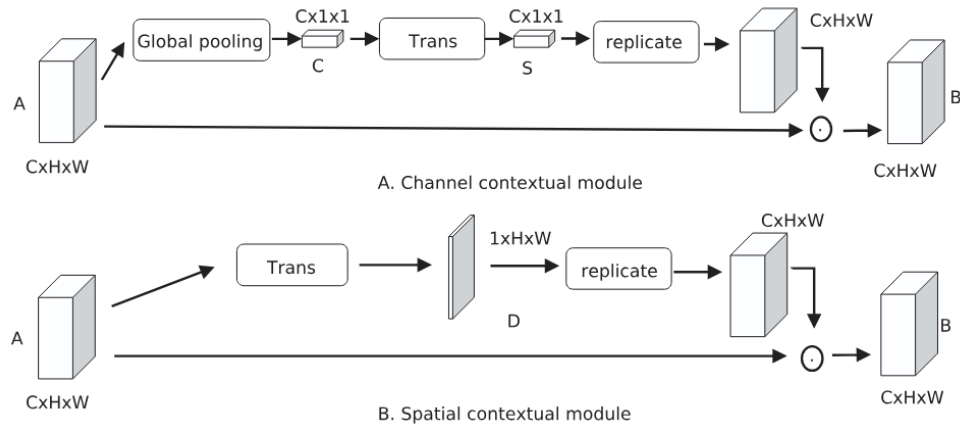 Cx1x1
Cx1x1
CxHxW
Global pooling
Trans
replicate
C
S
A
B
CxHxW
CxHxW
A. Channel contextual module
CxHxW
1xHxW
Trans
replicate
D
A
B
CxHxW
CxHxW
B. Spatial contextual module